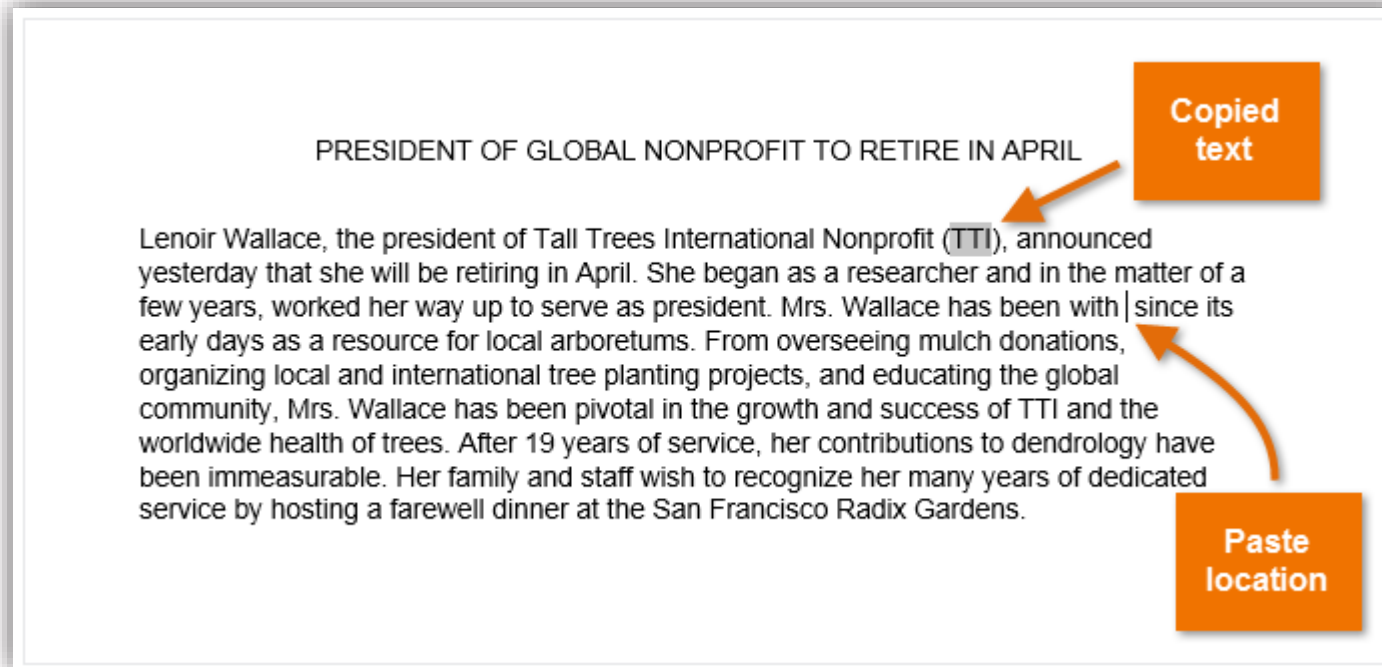 Copied
text
PRESIDENT OF GLOBAL NONPROFIT TO RETIRE IN APRIL
Lenoir Wallace, the president of Tall Trees International Nonprofit (TTI), announced
yesterday that she will be retiring in April. She began as a researcher and in the matter of a
few years, worked her way up to serve as president. Mrs. Wallace has been with since its
early days as a resource for local arboretums. From overseeing mulch donations,
organizing local and international tree planting projects, and educating the global
community, Mrs. Wallace has been pivotal in the growth and success of TTI and the
worldwide health of trees. After 19 years of service, her contributions to dendrology have
been immeasurable. Her family and staff wish to recognize her many years of dedicated
service by hosting a farewell dinner at the San Francisco Radix Gardens.
Paste
location